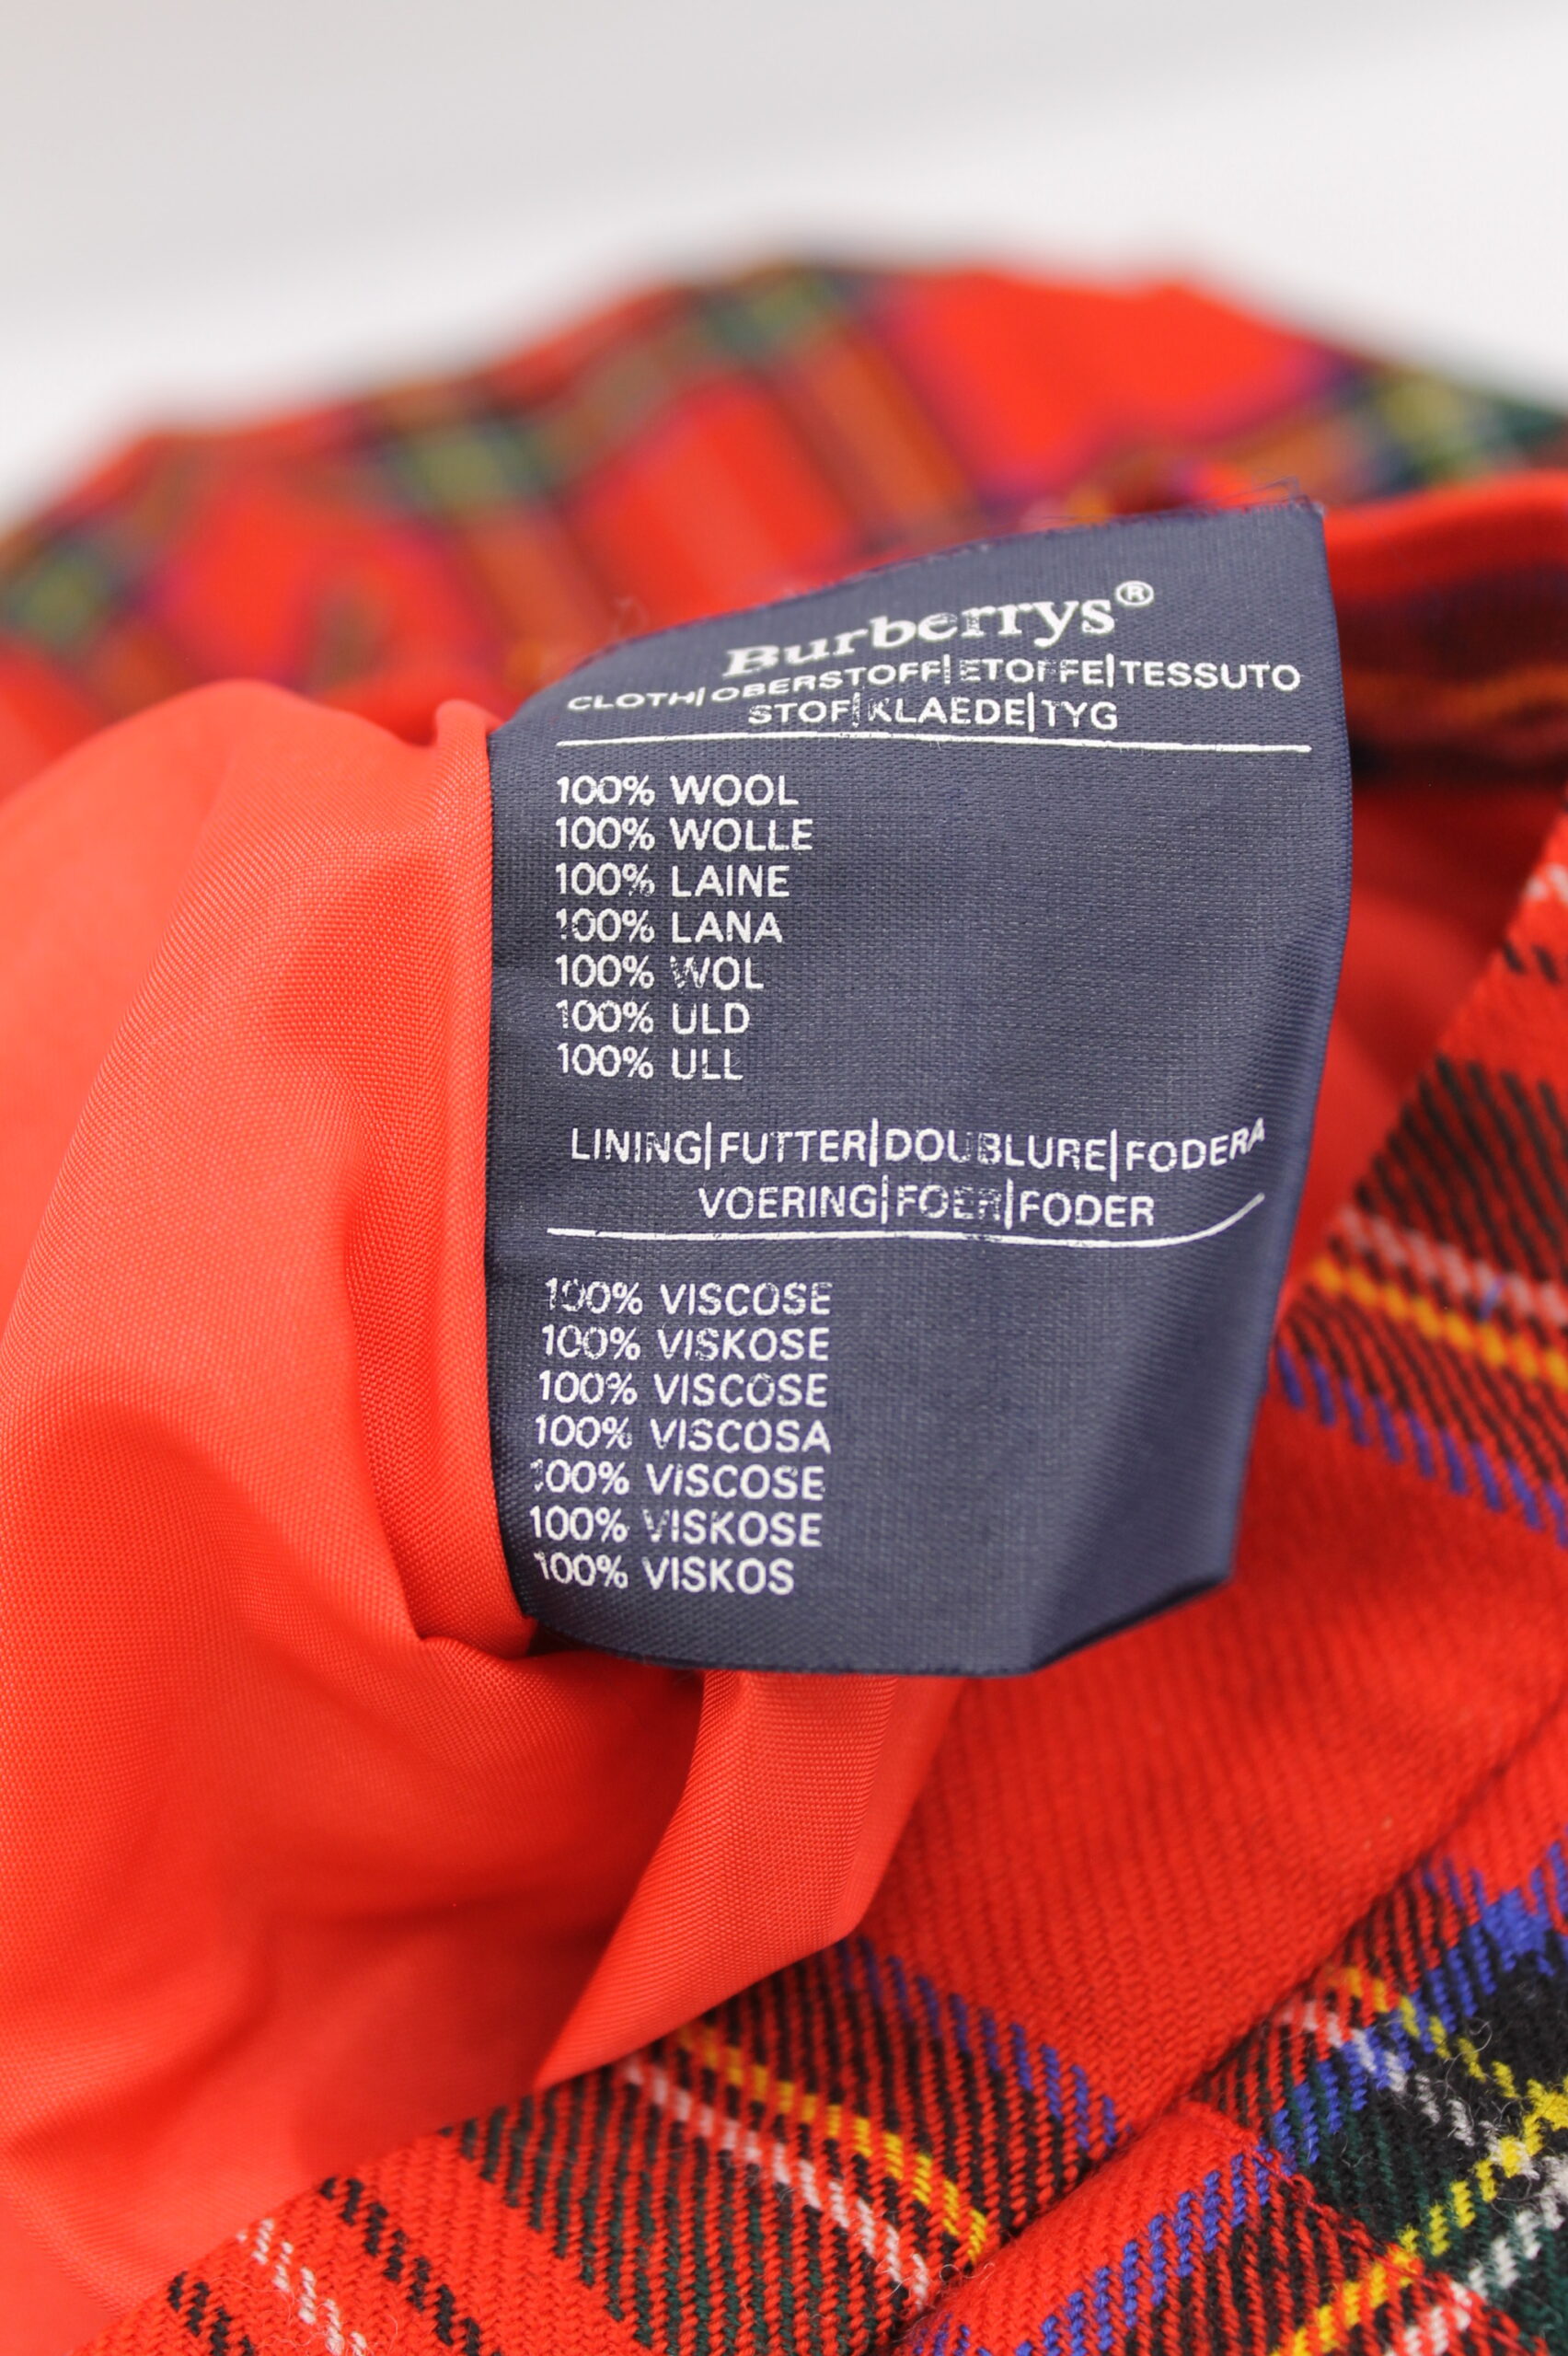 Burberrys®
CLOTH|OBERSTOFF|ETOFFE|TESSUTO
STOF|KLAEDE|TYG
100% WOOL
100% WOLLE
100% LAINE
100% LANA
100% WOL
100% ULD
100% ULL
LINING|FUTTER|DOUBLURE|FODERA
VOERING|FOER|FODER
100% VISCOSE
100% VISKOSE
100% VISCOSE
100% VISCOSA
100% VISCOSE
100% VISKOSE
100% VISKOS